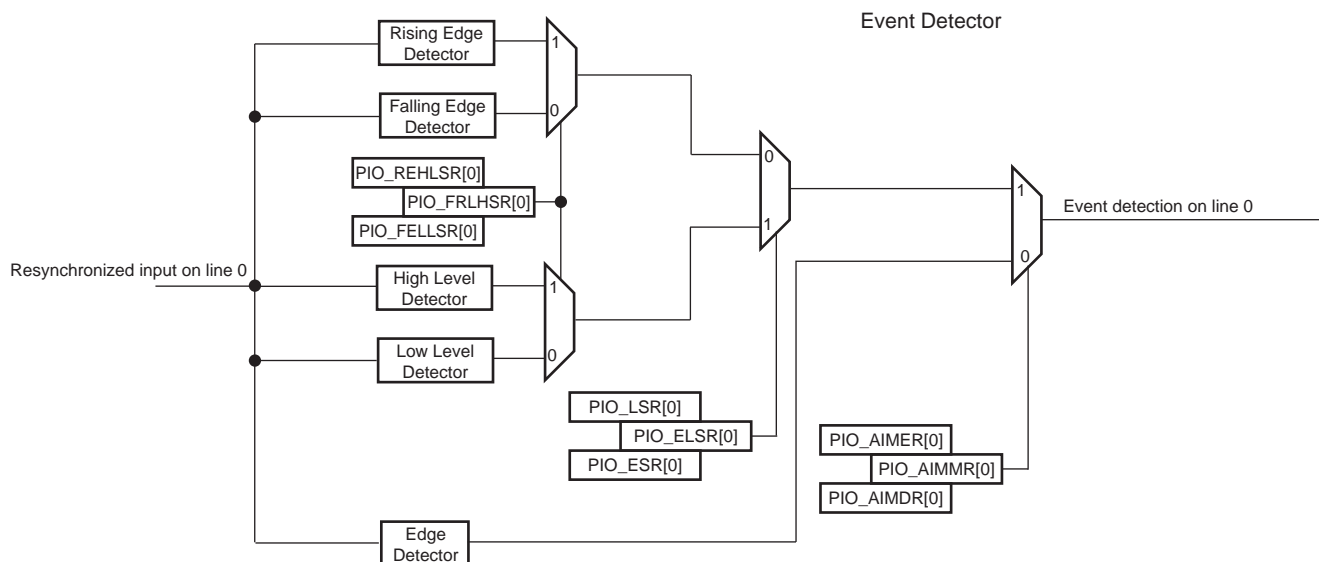 Event Detector
Rising Edge
Detector
1
Falling Edge
Detector
0
0
PIO_REHLSR[0]
PIO_FRLHSR[0]
PIO_FELLSR[0]
1
1
Event detection on line 0
0
Resynchronized input on line 0
High Level
Detector
1
Low Level
Detector
0
PIO_LSR[0]
PIO_ELSR[0]
PIO_ESR[0]
PIO_AIMER[0]
PIO_AIMMR[0]
PIO_AIMDR[0]
Edge
Detector